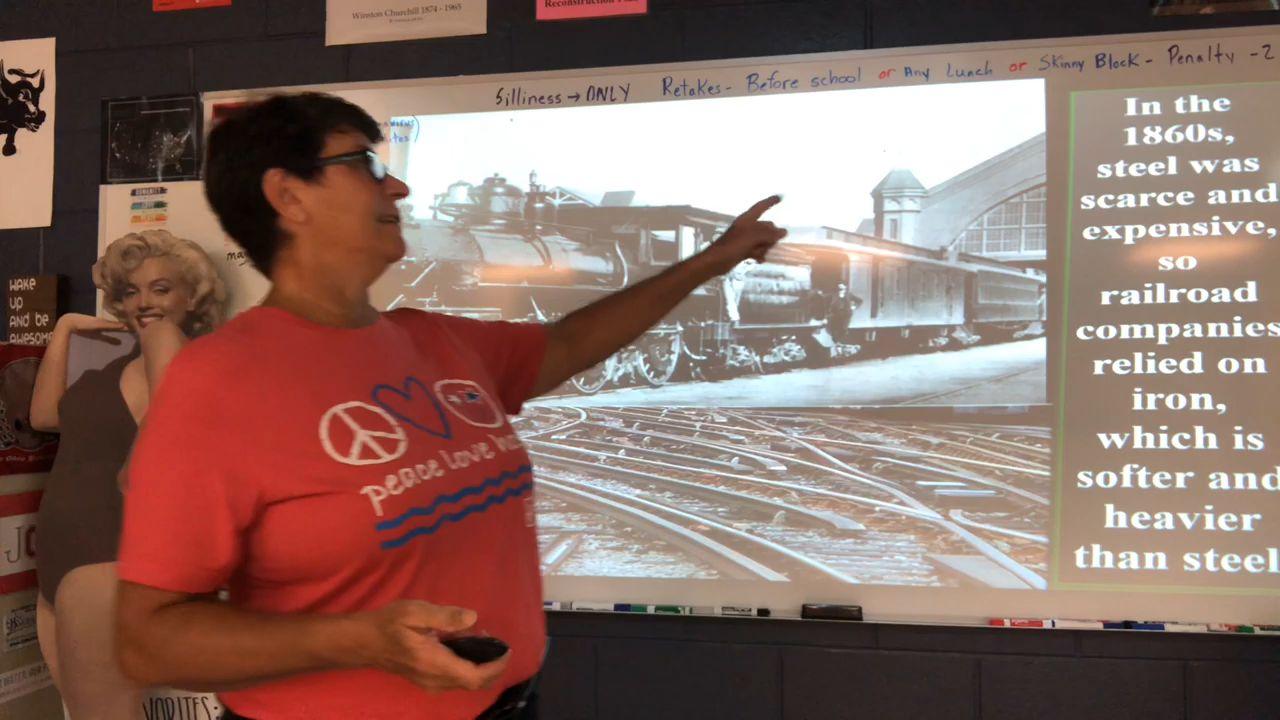 Winston Churchill 1874 - 1965
Reconstruction
Silliness → ONLY Retakes - Before school or Any Lunch or Skinny Block - Penalty -2
In the
1860s,
steel was
scarce and
expensive,
so
railroad
companies
relied on
iron,
which is
softer and
heavier
than steel
HUMANITY
WAKE
UP
AND be
AWESOME
peace love
VORITES: